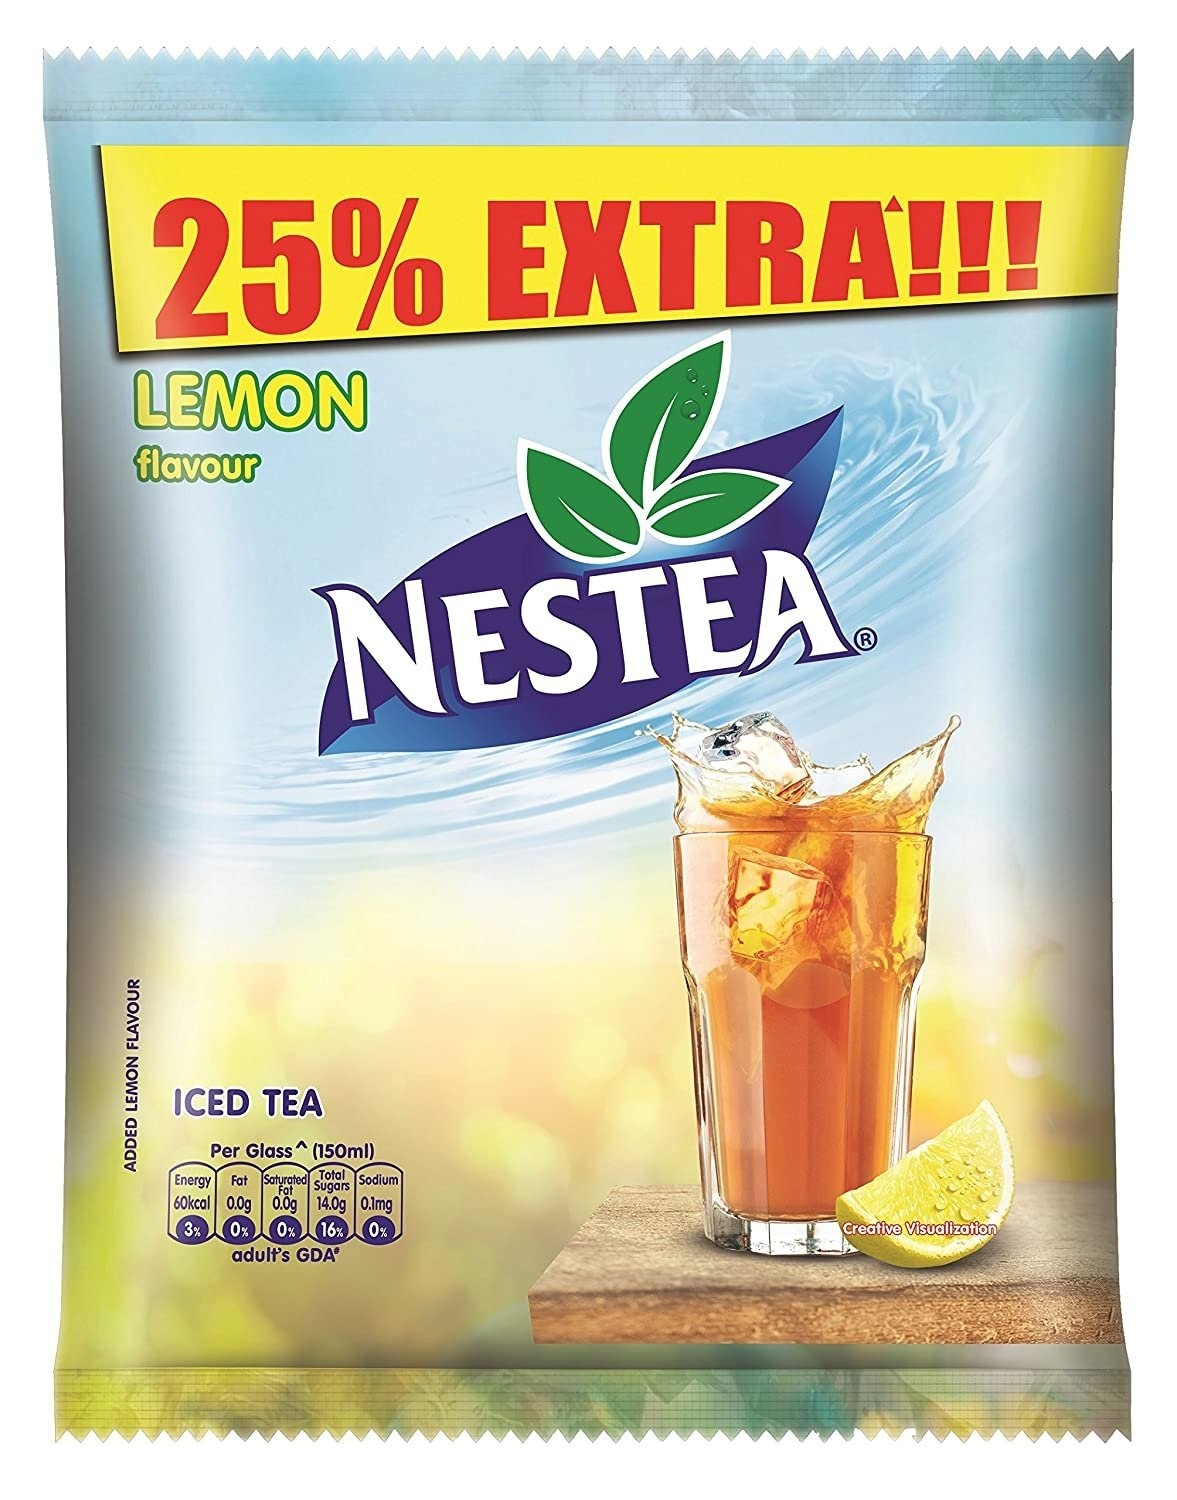 25% EXTRA▲!!!
LEMON
flavour
NESTEA®
ADDED LEMON FLAVOUR
ICED TEA
Per Glass^ (150ml)
Energy Fat Saturated Fat Total Sugars Sodium
60kcal 0.0g 0.0g 14.0g 0.1mg
3% 0% 0% 16% 0%
adult's GDA#
Creative Visualization